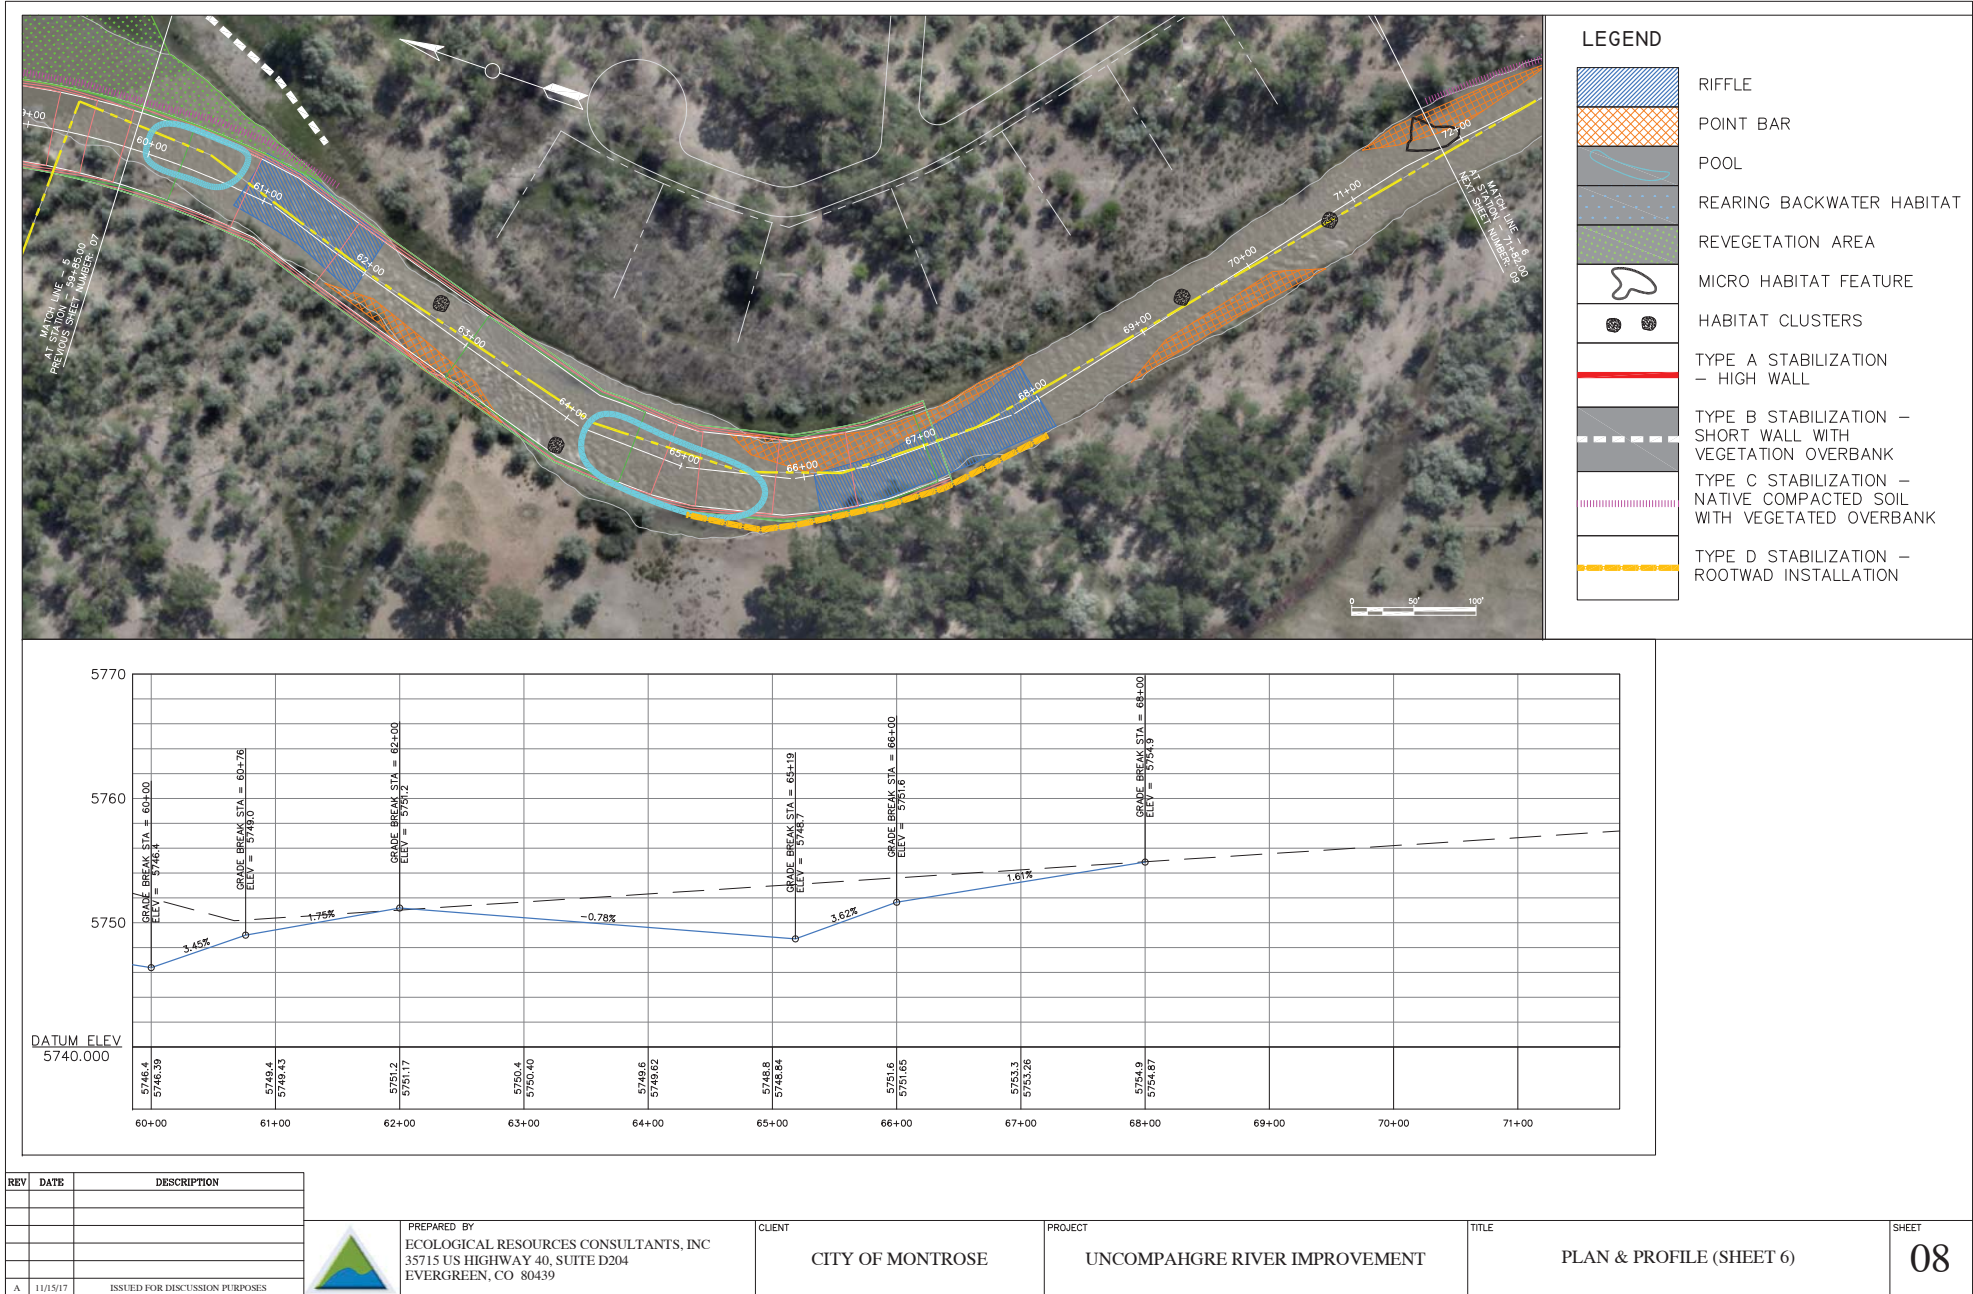 9+00
60+00
61+00
62+00
63+00
64+00
65+00
66+00
67+00
68+00
69+00
70+00
71+00
72+00
MATCH LINE - 5
AT STATION - 59+85.00
PREVIOUS SHEET NUMBER: 07
MATCH LINE - 6
AT STATION - 71+82.00
NEXT SHEET NUMBER: 09
0 50' 100'
LEGEND
RIFFLE
POINT BAR
POOL
REARING BACKWATER HABITAT
REVEGETATION AREA
MICRO HABITAT FEATURE
HABITAT CLUSTERS
TYPE A STABILIZATION
– HIGH WALL
TYPE B STABILIZATION –
SHORT WALL WITH
VEGETATION OVERBANK
TYPE C STABILIZATION –
NATIVE COMPACTED SOIL
WITH VEGETATED OVERBANK
TYPE D STABILIZATION –
ROOTWAD INSTALLATION
5770
5760
5750
DATUM ELEV
5740.000
GRADE BREAK STA = 60+00
ELEV = 5746.4
GRADE BREAK STA = 60+76
ELEV = 5749.0
GRADE BREAK STA = 62+00
ELEV = 5751.2
GRADE BREAK STA = 65+19
ELEV = 5748.7
GRADE BREAK STA = 66+00
ELEV = 5751.6
GRADE BREAK STA = 68+00
ELEV = 5754.9
3.45%
1.75%
-0.78%
3.62%
1.61%
5746.4
5746.39
5749.4
5749.43
5751.2
5751.17
5750.4
5750.40
5749.6
5749.62
5748.8
5748.84
5751.6
5751.65
5753.3
5753.26
5754.9
5754.87
60+00 61+00 62+00 63+00 64+00 65+00 66+00 67+00 68+00 69+00 70+00 71+00
REV DATE DESCRIPTION
A 11/15/17 ISSUED FOR DISCUSSION PURPOSES
PREPARED BY
ECOLOGICAL RESOURCES CONSULTANTS, INC
35715 US HIGHWAY 40, SUITE D204
EVERGREEN, CO 80439
CLIENT
CITY OF MONTROSE
PROJECT
UNCOMPAHGRE RIVER IMPROVEMENT
TITLE
PLAN & PROFILE (SHEET 6)
SHEET
08